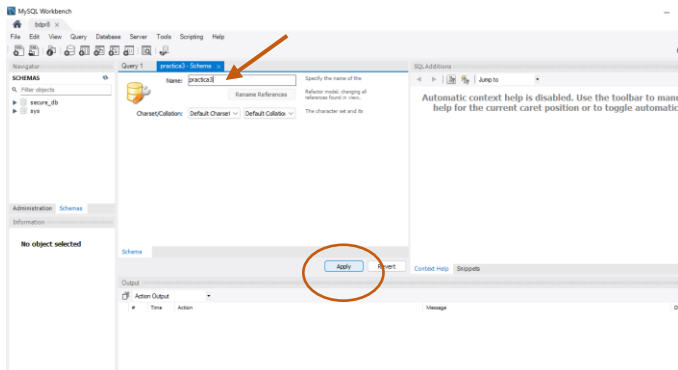 MySQL Workbench
bdpr8 ×
File Edit View Query Database Server Tools Scripting Help
Navigator
SCHEMAS
Filter objects
secure_db
sys
Administration Schemas
Information
No object selected
Query 1 practica3 - Schema ×
Name: practica3
Specify the name of the
Rename References
Refactor model, changing all
references found in view,
Charset/Collation: Default Charset Default Collation
The character set and its
Schema
Apply Revert
SQLAdditions
Jump to
Automatic context help is disabled. Use the toolbar to manu
help for the current caret position or to toggle automatic
Context Help Snippets
Output
Action Output
# Time Action Message D